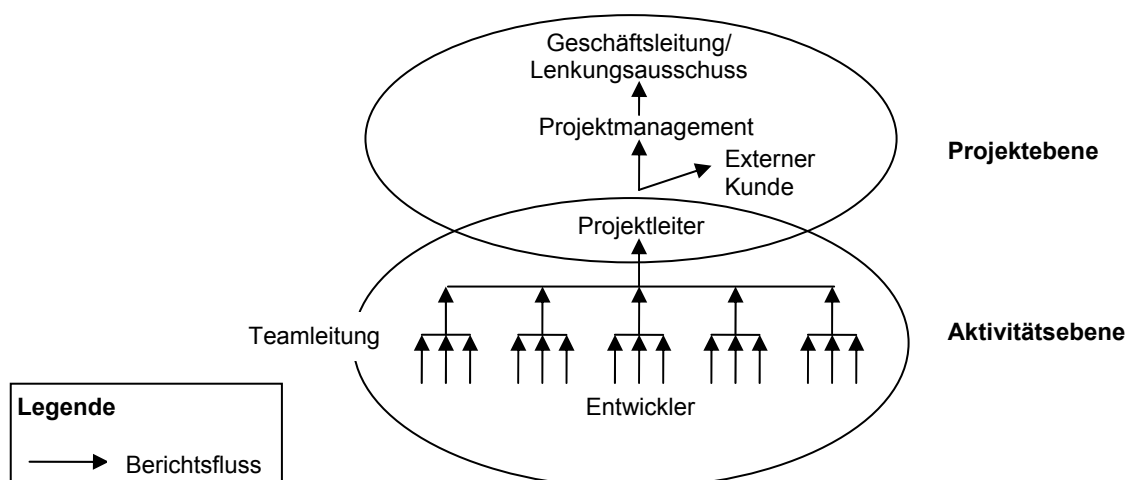 Geschäftsleitung/
Lenkungsausschuss
Projektmanagement
Externer
Kunde
Projektebene
Projektleiter
Teamleitung
Aktivitätsebene
Entwickler
Legende
Berichtsfluss